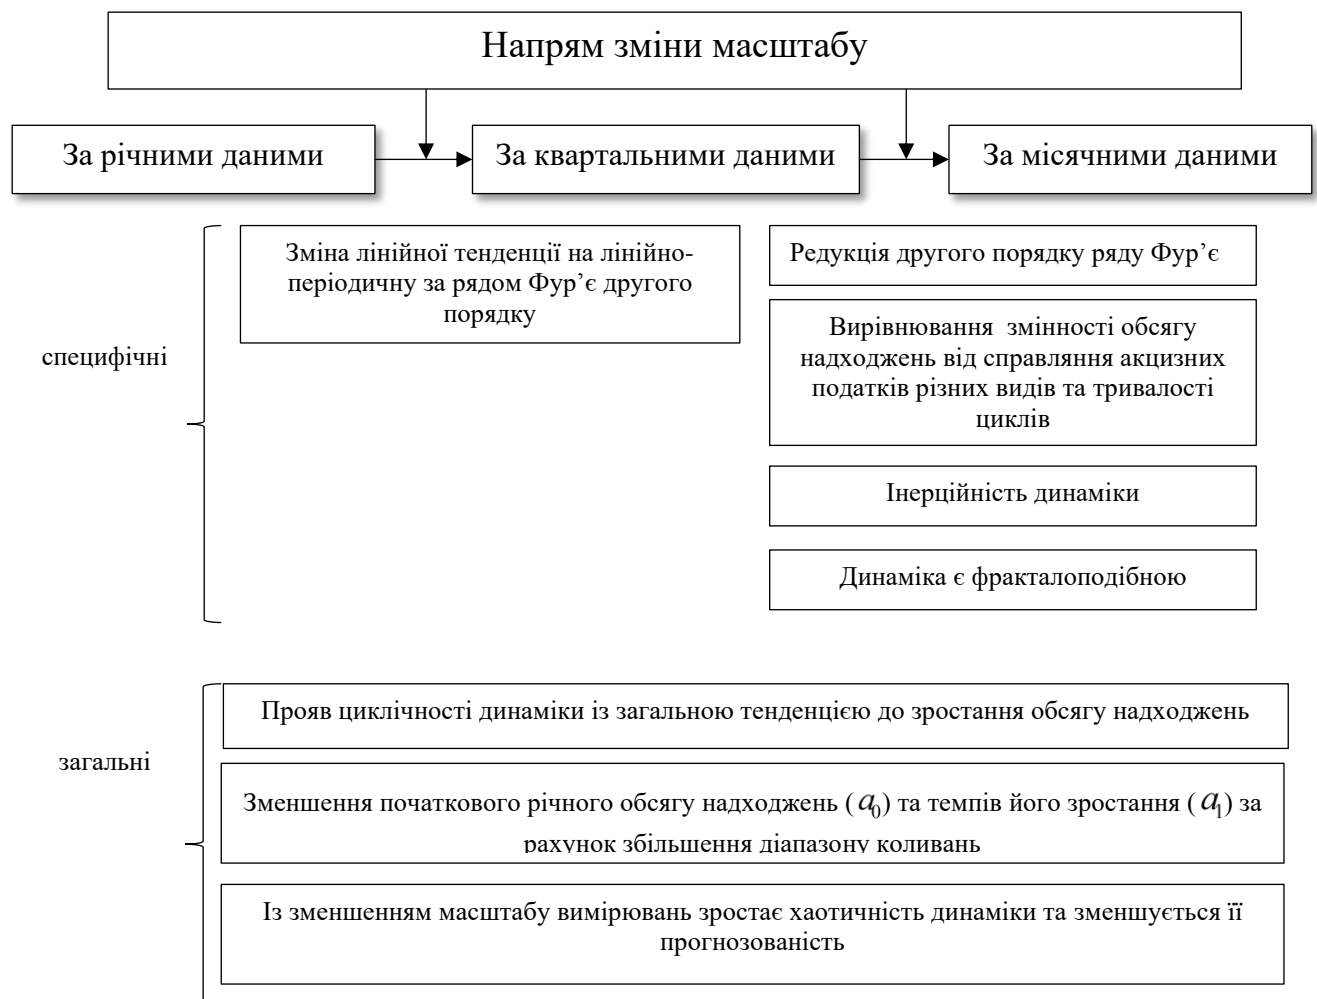 Напрям зміни масштабу
За річними даними
За квартальними даними
За місячними даними
специфічні
Зміна лінійної тенденції на лінійно-
періодичну за рядом Фур’є другого
порядку
Редукція другого порядку ряду Фур’є
Вирівнювання змінності обсягу
надходжень від справляння акцизних
податків різних видів та тривалості
циклів
Інерційність динаміки
Динаміка є фракталоподібною
загальні
Прояв циклічності динаміки із загальною тенденцією до зростання обсягу надходжень
Зменшення початкового річного обсягу надходжень (a₀) та темпів його зростання (a₁) за
рахунок збільшення діапазону коливань
Із зменшенням масштабу вимірювань зростає хаотичність динаміки та зменшується її
прогнозованість